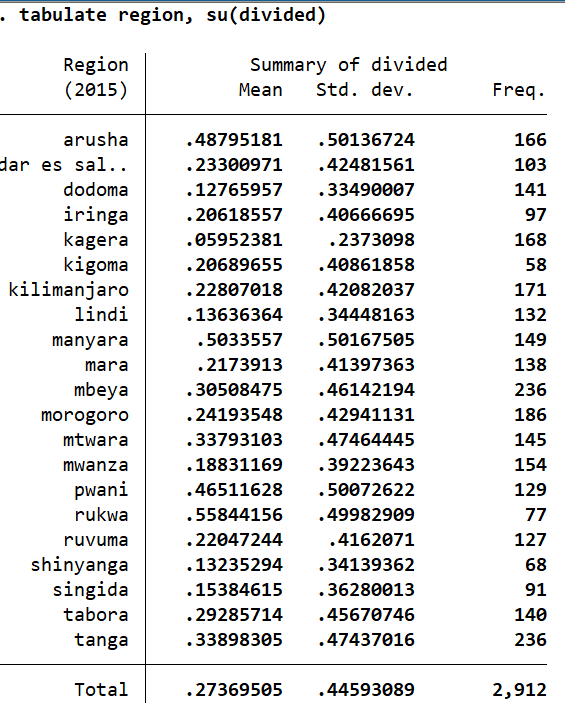 . tabulate region, su(divided)
Region Summary of divided
(2015) Mean Std. dev. Freq.
arusha .48795181 .50136724 166
dar es sal.. .23300971 .42481561 103
dodoma .12765957 .33490007 141
iringa .20618557 .40666695 97
kagera .05952381 .2373098 168
kigoma .20689655 .40861858 58
kilimanjaro .22807018 .42082037 171
lindi .13636364 .34448163 132
manyara .5033557 .50167505 149
mara .2173913 .41397363 138
mbeya .30508475 .46142194 236
morogoro .24193548 .42941131 186
mtwara .33793103 .47464445 145
mwanza .18831169 .39223643 154
pwani .46511628 .50072622 129
rukwa .55844156 .49982909 77
ruvuma .22047244 .4162071 127
shinyanga .13235294 .34139362 68
singida .15384615 .36280013 91
tabora .29285714 .45670746 140
tanga .33898305 .47437016 236
Total .27369505 .44593089 2,912